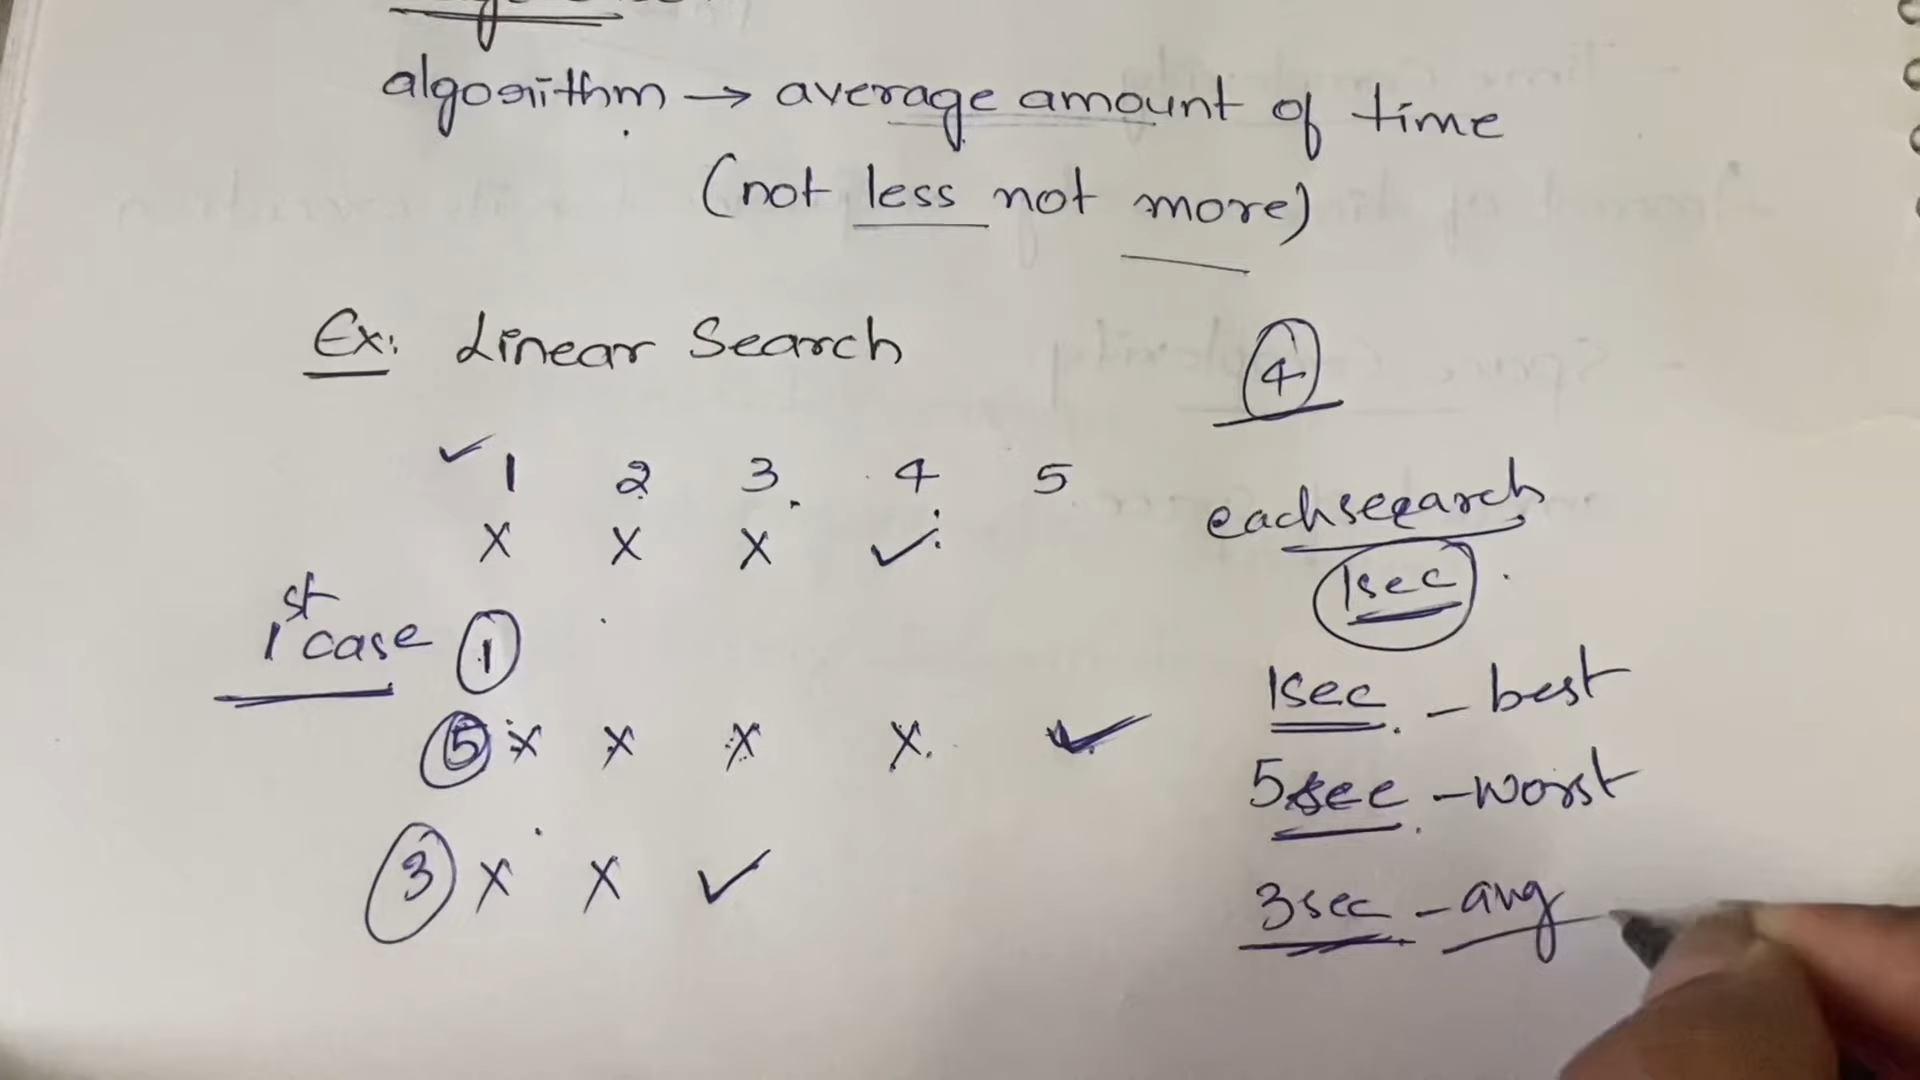 algorithm → average amount of time
(not less not more)
Ex: Linear Search
4
✓ 1 2 3 4 5
x x x ✓
each seearch
1sec
1st case 1
1sec - best
5 x x x x ✓
5sec - worst
3 x x ✓
3sec - avg